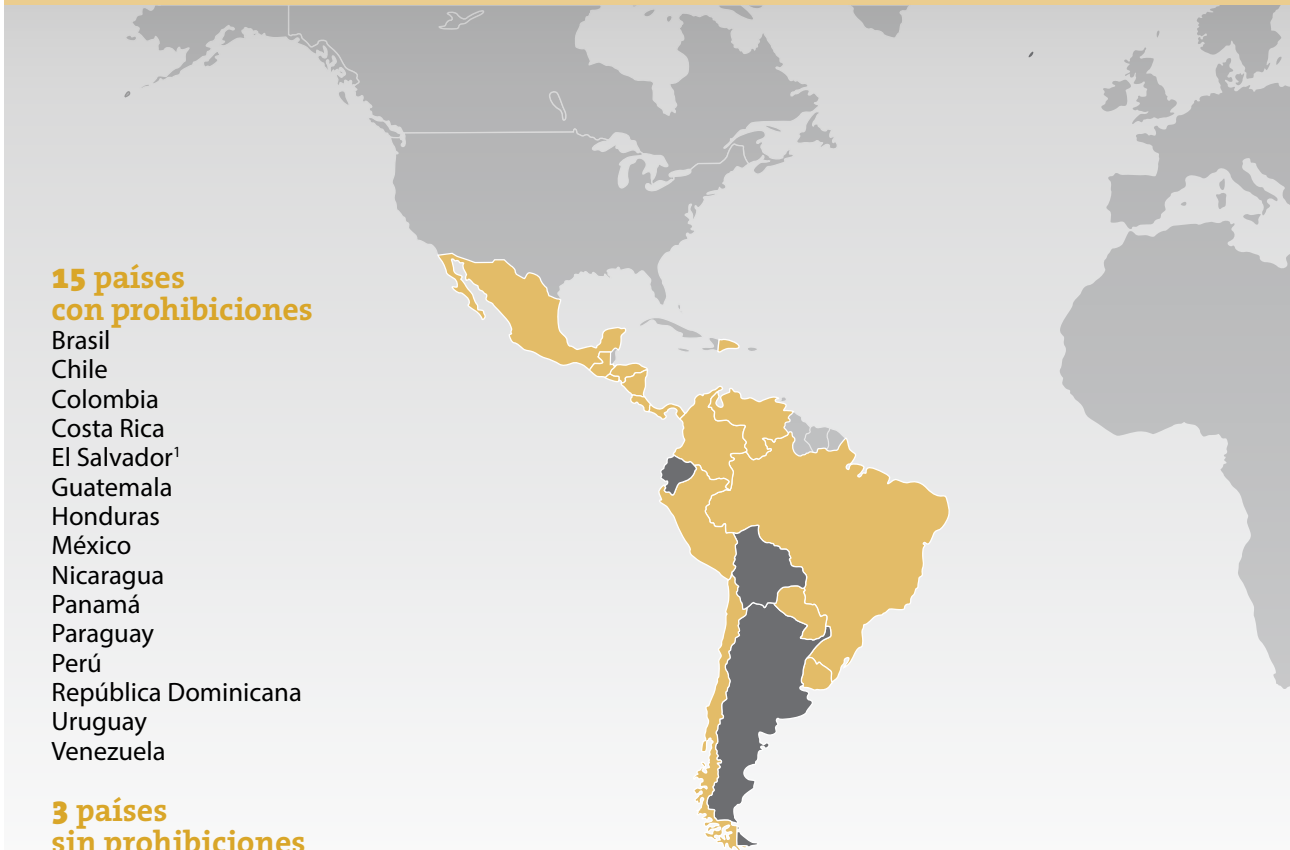 15 países
con prohibiciones
Brasil
Chile
Colombia
Costa Rica
El Salvador¹
Guatemala
Honduras
México
Nicaragua
Panamá
Paraguay
Perú
República Dominicana
Uruguay
Venezuela
3 países
sin prohibiciones